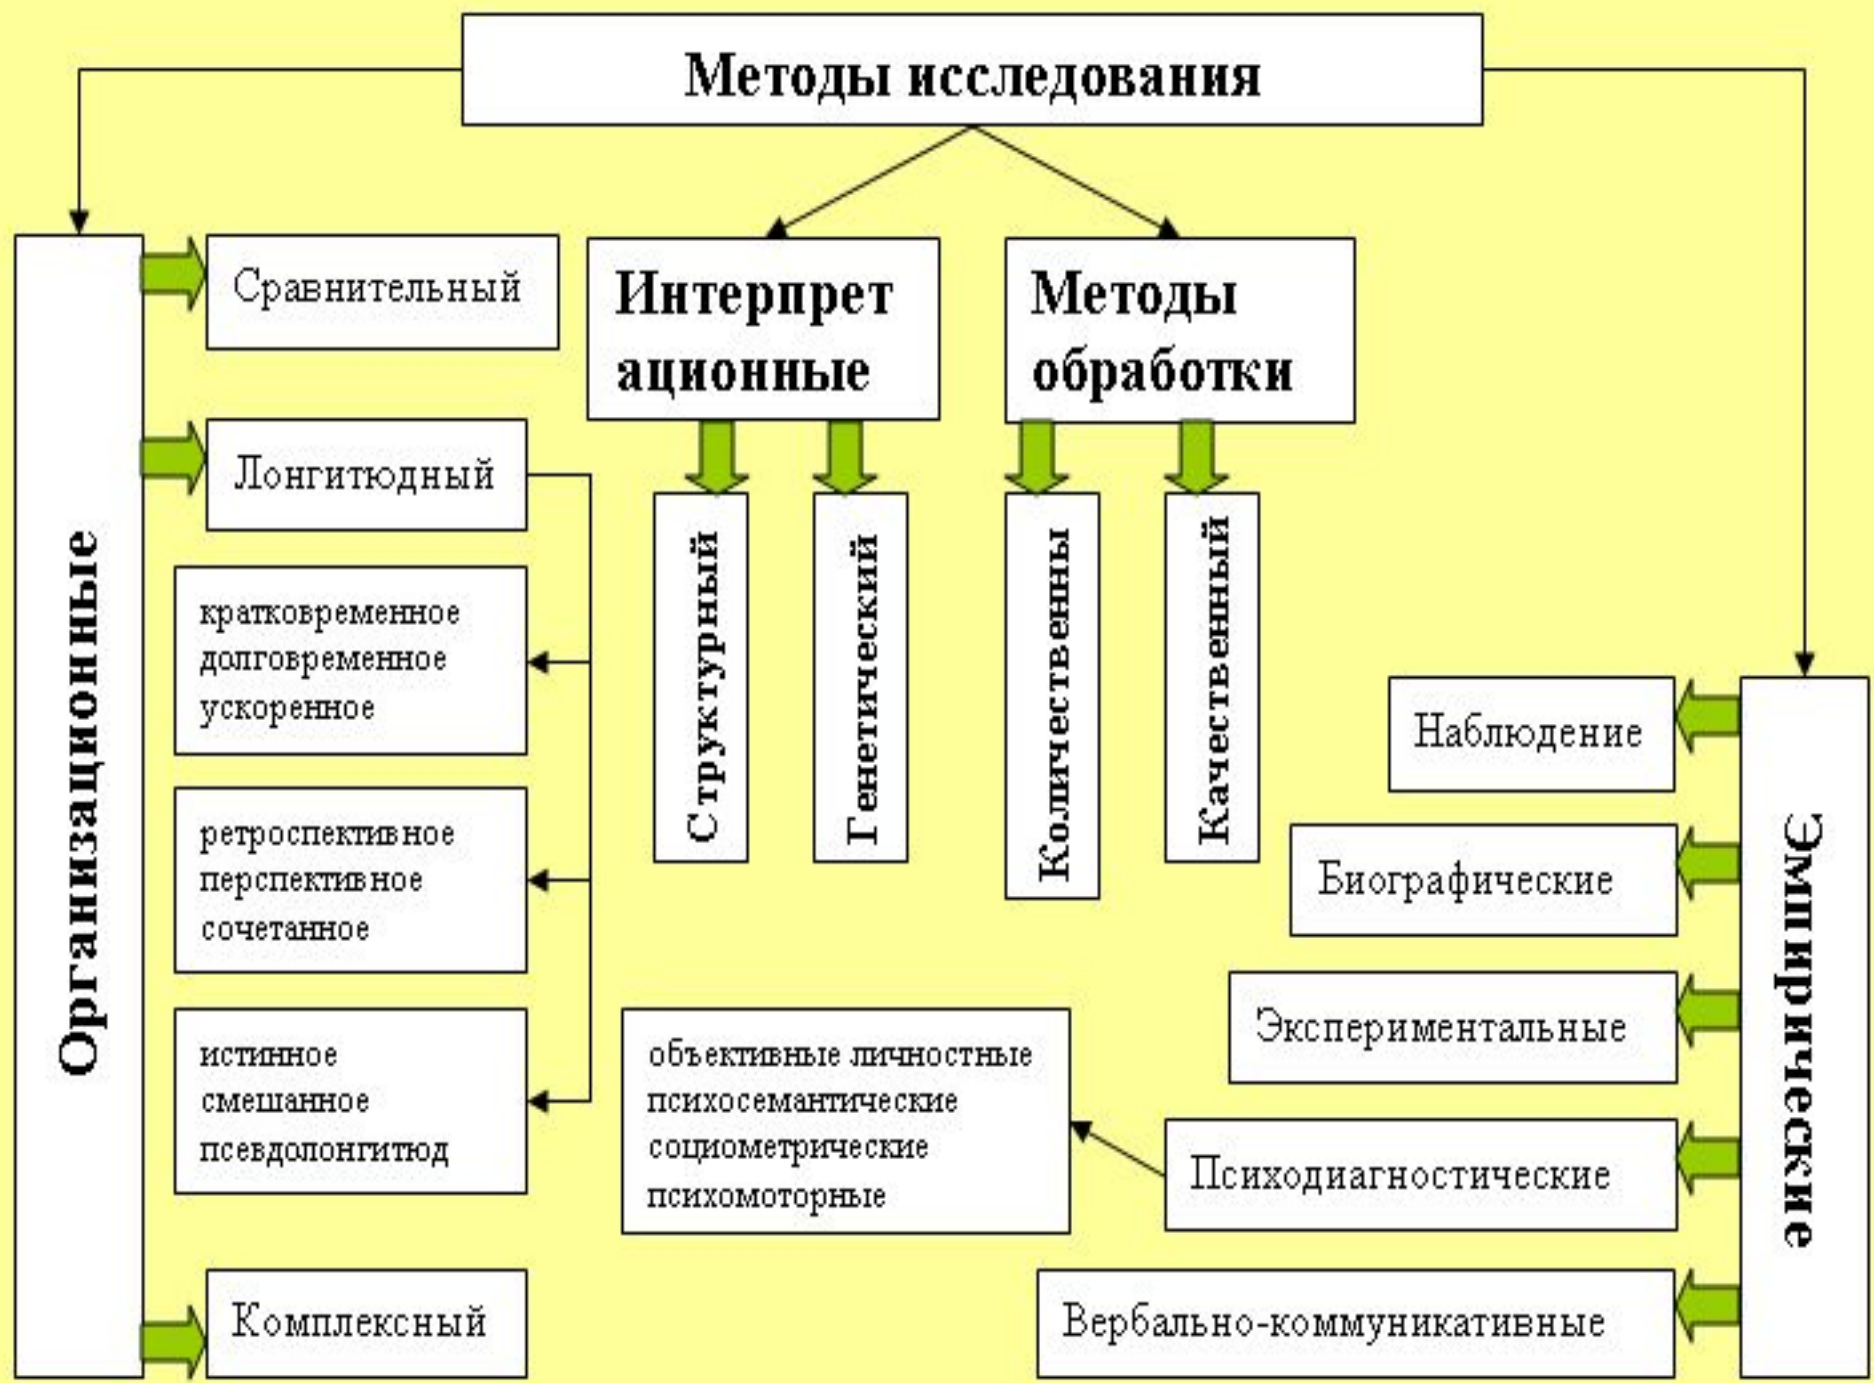 Методы исследования
Организационные
Сравнительный
Лонгитюдный
кратковременное
долговременное
ускоренное
ретроспективное
перспективное
сочетанное
истинное
смешанное
псевдолонгитюд
Комплексный
Интерпрет
ационные
Структурный
Генетический
Методы
обработки
Количественны
Качественный
Эмпирические
Наблюдение
Биографические
Экспериментальные
Психодиагностические
объективные личностные
психосемантические
социометрические
психомоторные
Вербально-коммуникативные